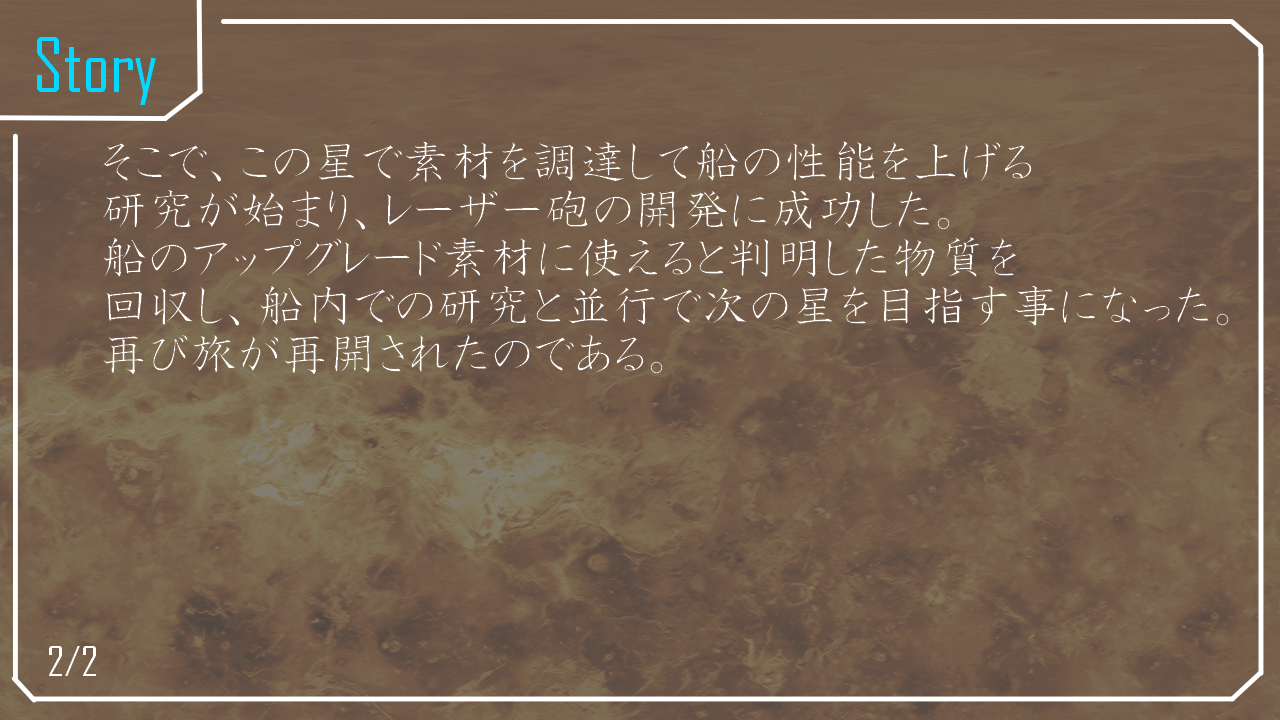 Story
そこで、この星で素材を調達して船の性能を上げる
研究が始まり、レーザー砲の開発に成功した。
船のアップグレード素材に使えると判明した物質を
回収し、船内での研究と並行で次の星を目指す事になった。
再び旅が再開されたのである。
2/2